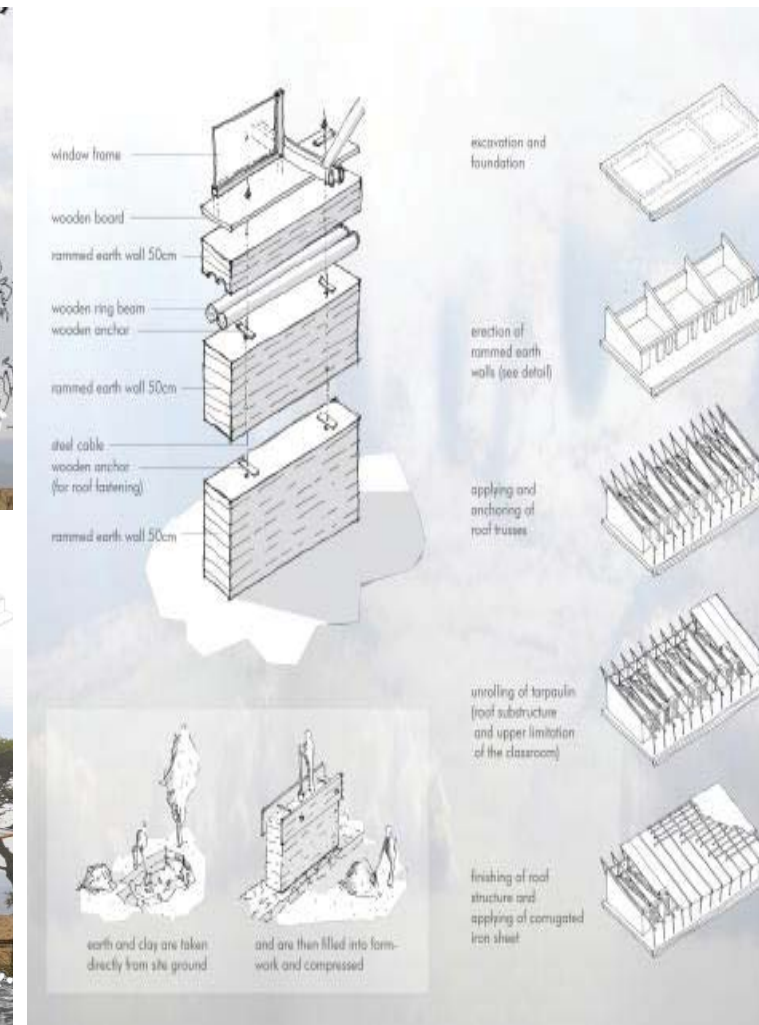 window frame
wooden board
rammed earth wall 50cm
wooden ring beam
wooden anchor
rammed earth wall 50cm
steel cable
wooden anchor
(for roof fastening)
rammed earth wall 50cm
earth and clay are taken
directly from site ground
and are then filled into form-
work and compressed
excavation and
foundation
erection of
rammed earth
walls (see detail)
applying and
anchoring of
roof trusses
unrolling of tarpaulin
(roof substructure
and upper limitation
of the classroom)
finishing of roof
structure and
applying of corrugated
iron sheet